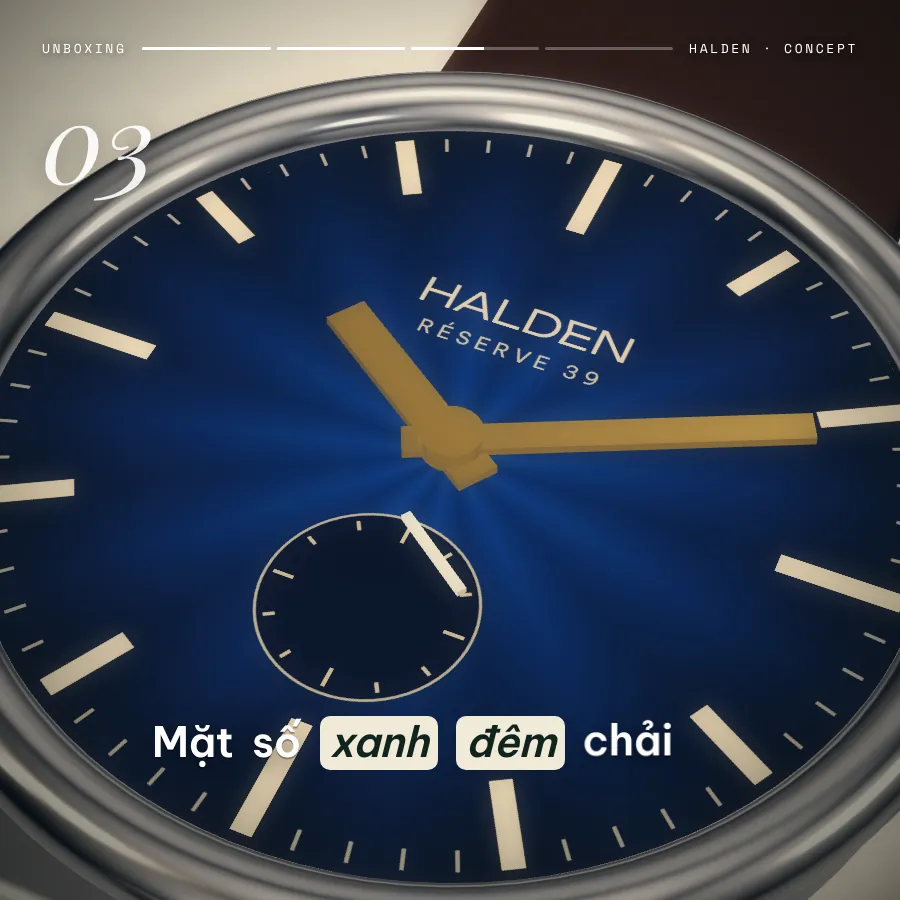 UNBOXING
HALDEN · CONCEPT
03
HALDEN
RÉSERVE 39
Mặt số xanh đêm chải